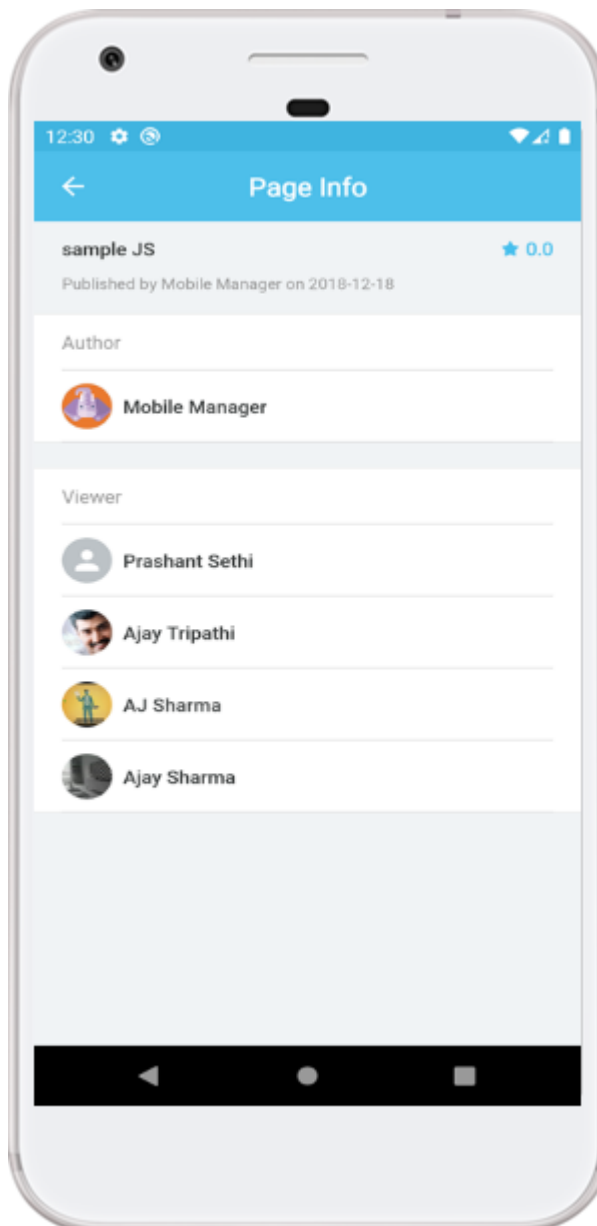 12:30
Page Info
sample JS
0.0
Published by Mobile Manager on 2018-12-18
Author
Mobile Manager
Viewer
Prashant Sethi
Ajay Tripathi
AJ Sharma
Ajay Sharma